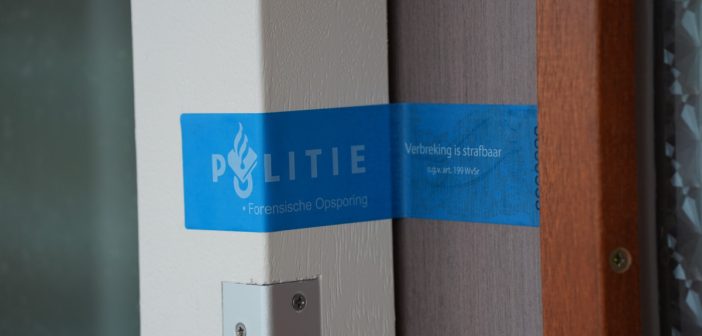 POLITIE
• Forensische Opsporing
Verbreking is strafbaar
o.g.v. art. 199 WvSr